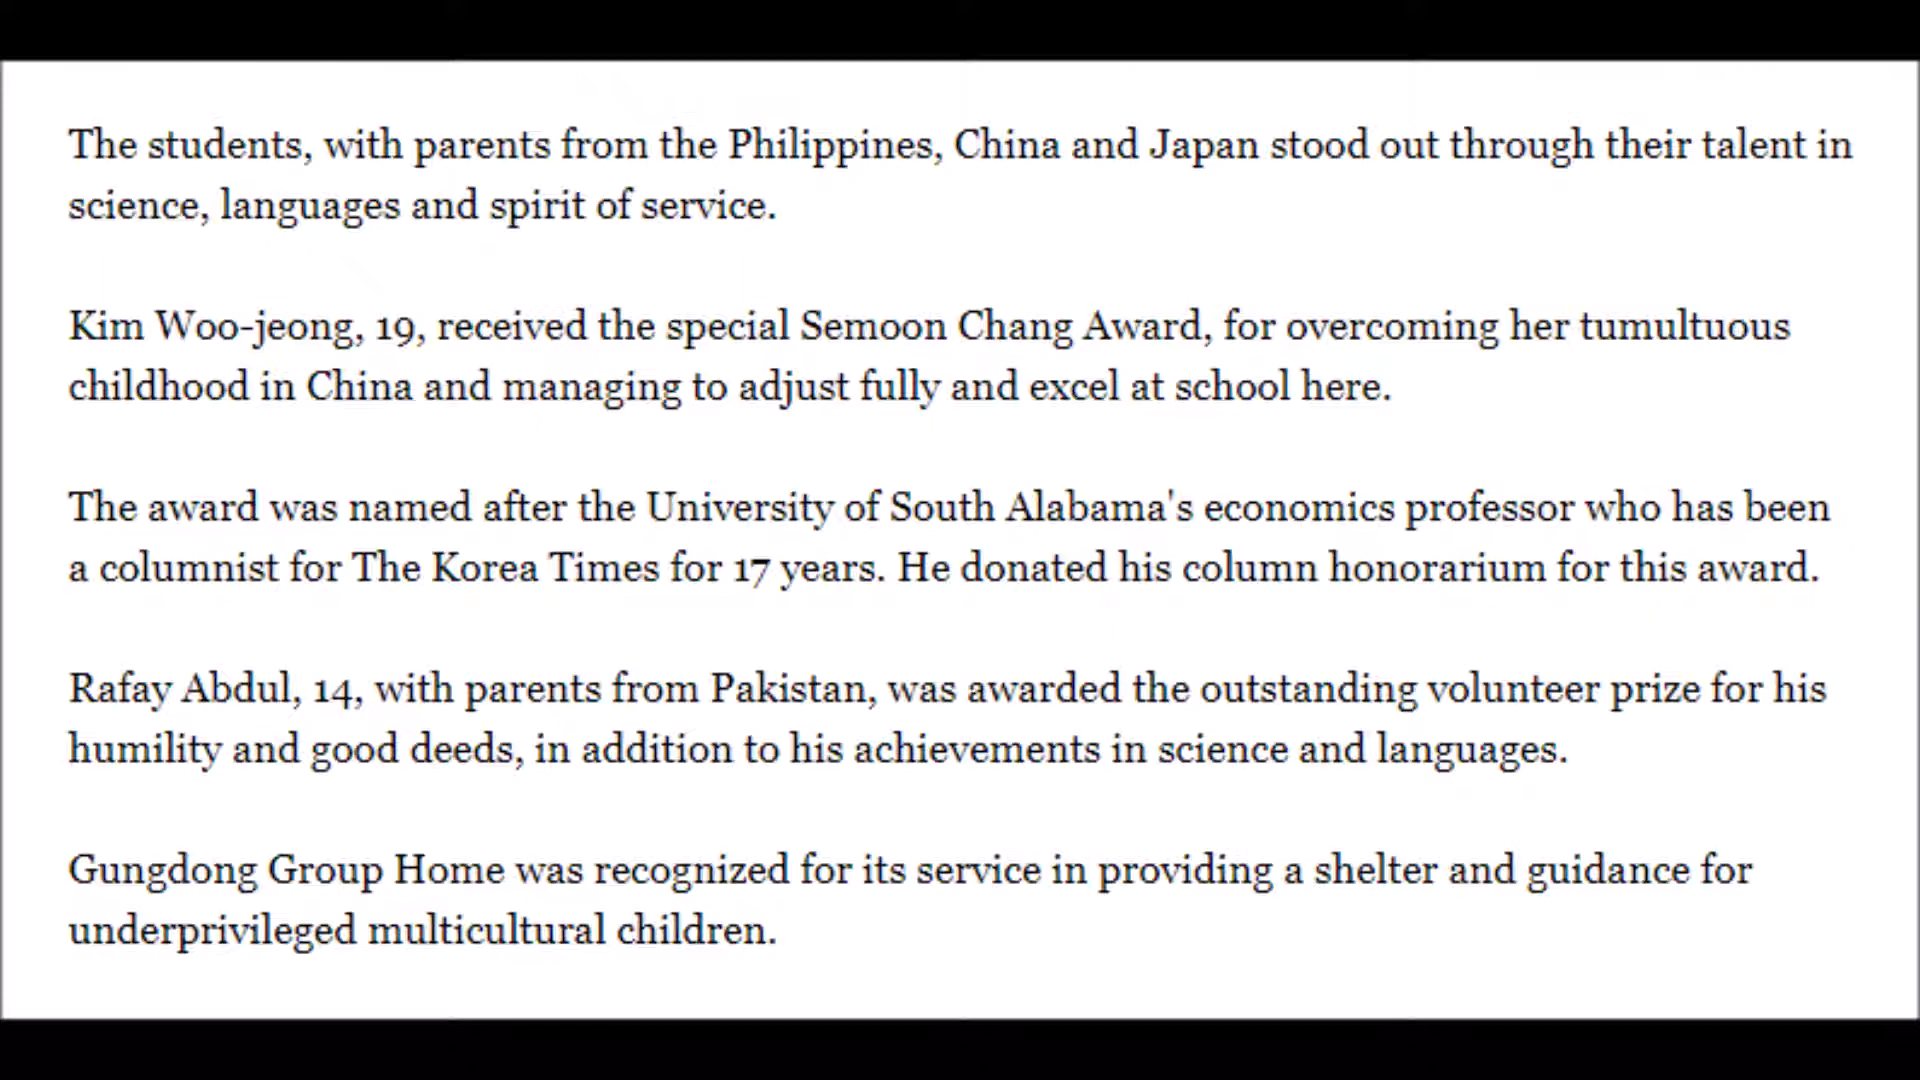 The students, with parents from the Philippines, China and Japan stood out through their talent in
science, languages and spirit of service.
Kim Woo-jeong, 19, received the special Semoon Chang Award, for overcoming her tumultuous
childhood in China and managing to adjust fully and excel at school here.
The award was named after the University of South Alabama's economics professor who has been
a columnist for The Korea Times for 17 years. He donated his column honorarium for this award.
Rafay Abdul, 14, with parents from Pakistan, was awarded the outstanding volunteer prize for his
humility and good deeds, in addition to his achievements in science and languages.
Gungdong Group Home was recognized for its service in providing a shelter and guidance for
underprivileged multicultural children.